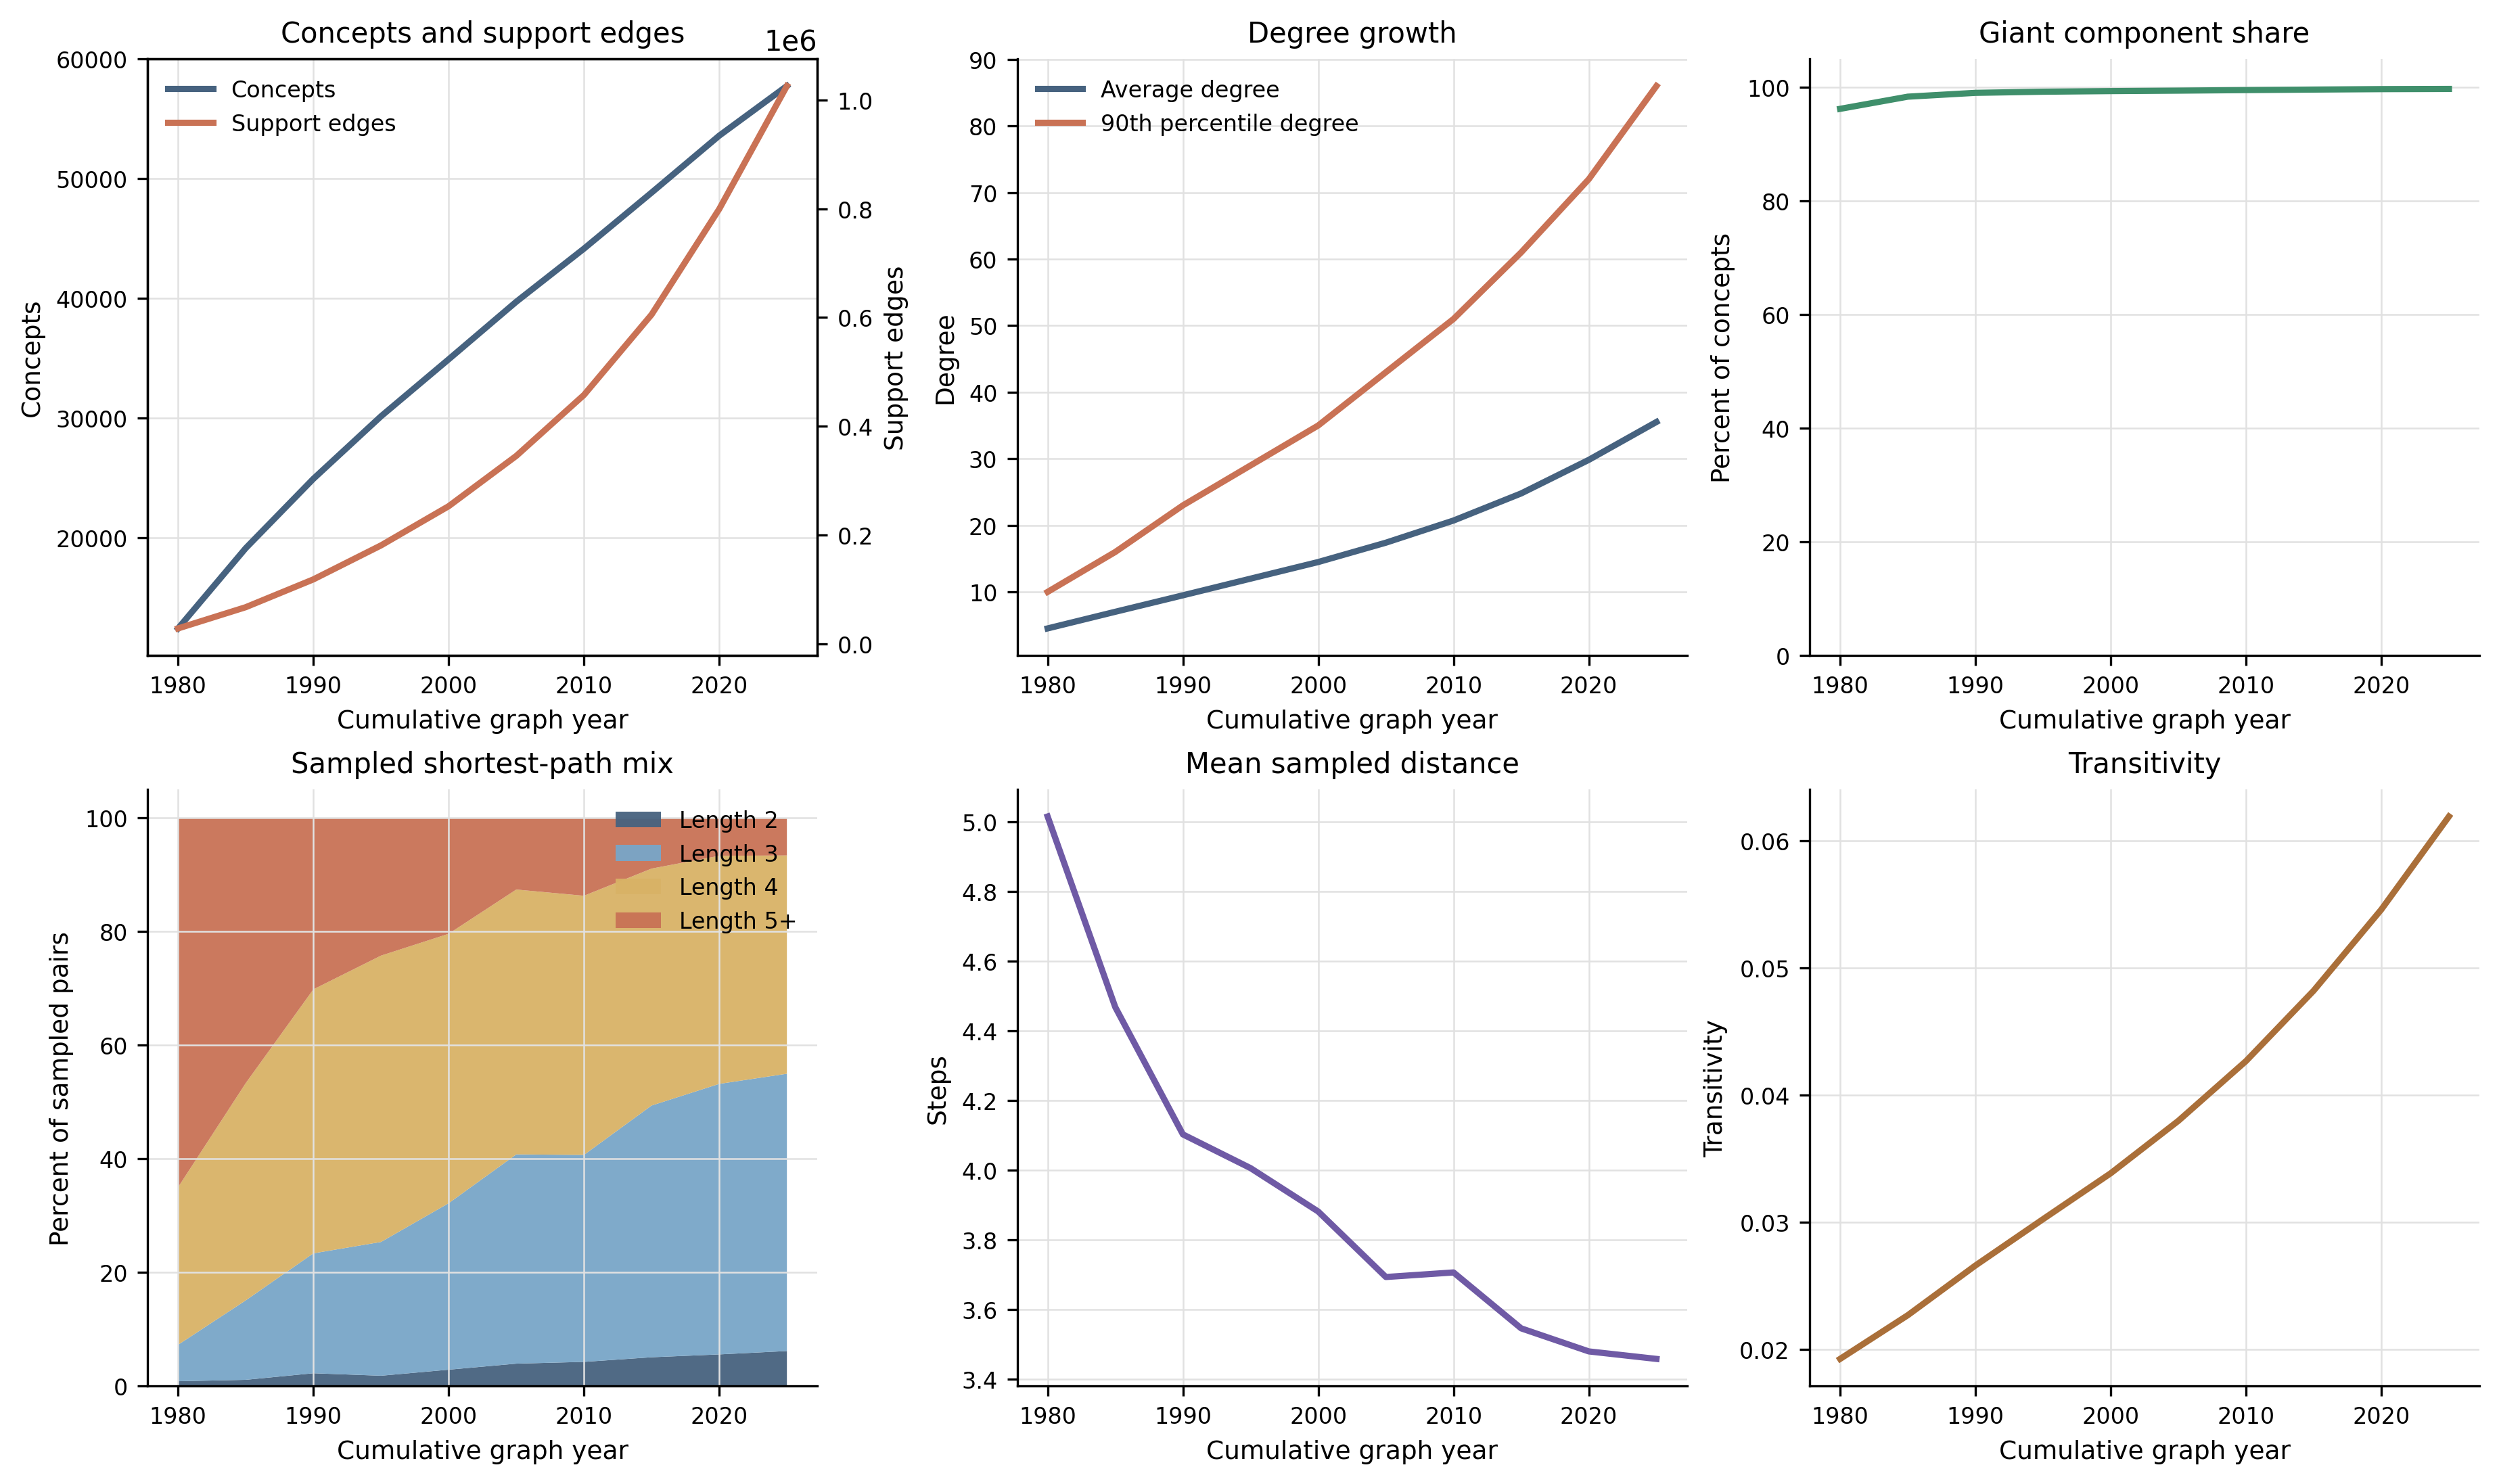 Concepts and support edges
1e6
Concepts
Support edges
60000
50000
40000
30000
20000
1.0
0.8
0.6
0.4
0.2
0.0
Concepts
Support edges
1980 1990 2000 2010 2020
Cumulative graph year
Degree growth
Average degree
90th percentile degree
90
80
70
60
50
40
30
20
10
Degree
1980 1990 2000 2010 2020
Cumulative graph year
Giant component share
100
80
60
40
20
0
Percent of concepts
1980 1990 2000 2010 2020
Cumulative graph year
Sampled shortest-path mix
Length 2
Length 3
Length 4
Length 5+
100
80
60
40
20
0
Percent of sampled pairs
1980 1990 2000 2010 2020
Cumulative graph year
Mean sampled distance
5.0
4.8
4.6
4.4
4.2
4.0
3.8
3.6
3.4
Steps
1980 1990 2000 2010 2020
Cumulative graph year
Transitivity
0.06
0.05
0.04
0.03
0.02
Transitivity
1980 1990 2000 2010 2020
Cumulative graph year